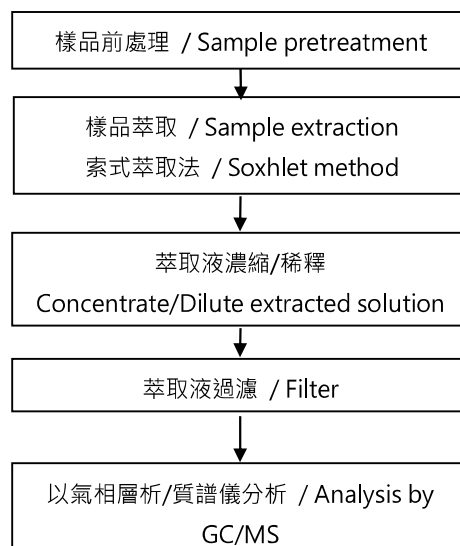 樣品前處理 / Sample pretreatment
樣品萃取 / Sample extraction
索式萃取法 / Soxhlet method
萃取液濃縮/稀釋
Concentrate/Dilute extracted solution
萃取液過濾 / Filter
以氣相層析/質譜儀分析 / Analysis by
GC/MS